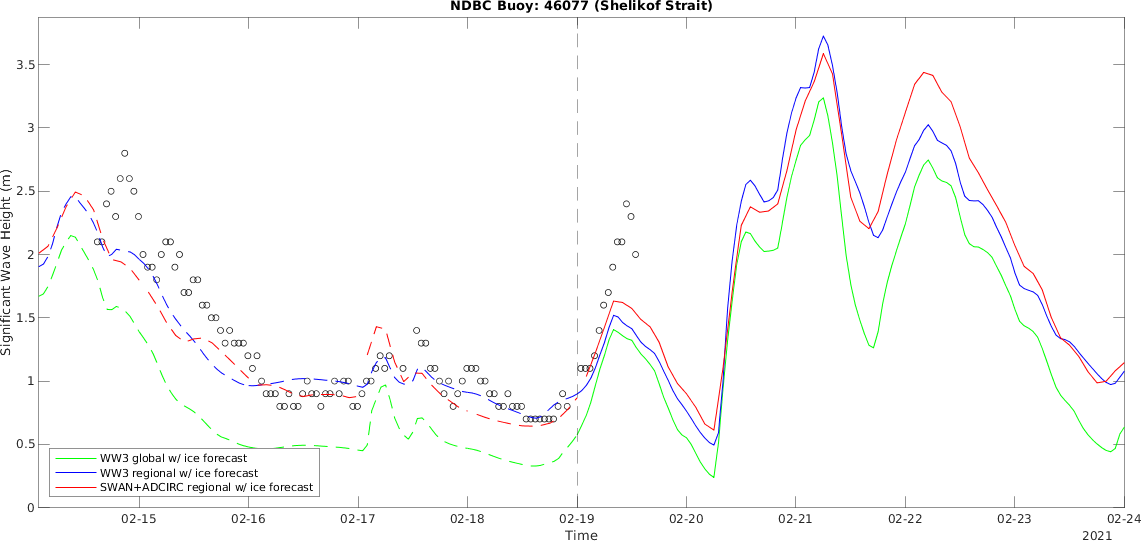 NDBC Buoy: 46077 (Shelikof Strait)
Significant Wave Height (m)
3.5
3
2.5
2
1.5
1
0.5
0
WW3 global w/ ice forecast
WW3 regional w/ ice forecast
SWAN+ADCIRC regional w/ ice forecast
02-15 02-16 02-17 02-18 02-19 02-20 02-21 02-22 02-23 02-24
Time
2021